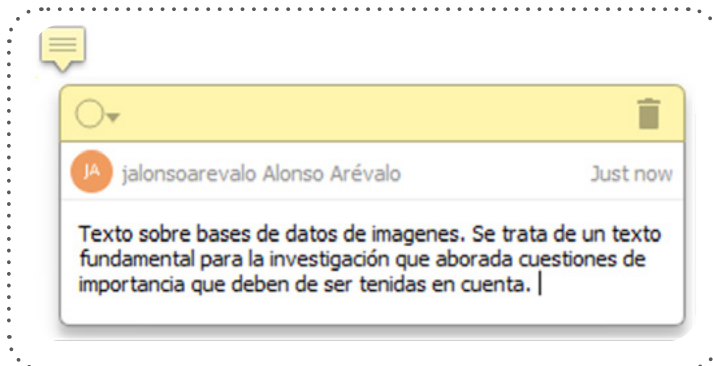 JA
jalonsoarevalo Alonso Arévalo
Just now
Texto sobre bases de datos de imagenes. Se trata de un texto
fundamental para la investigación que aborada cuestiones de
importancia que deben de ser tenidas en cuenta.